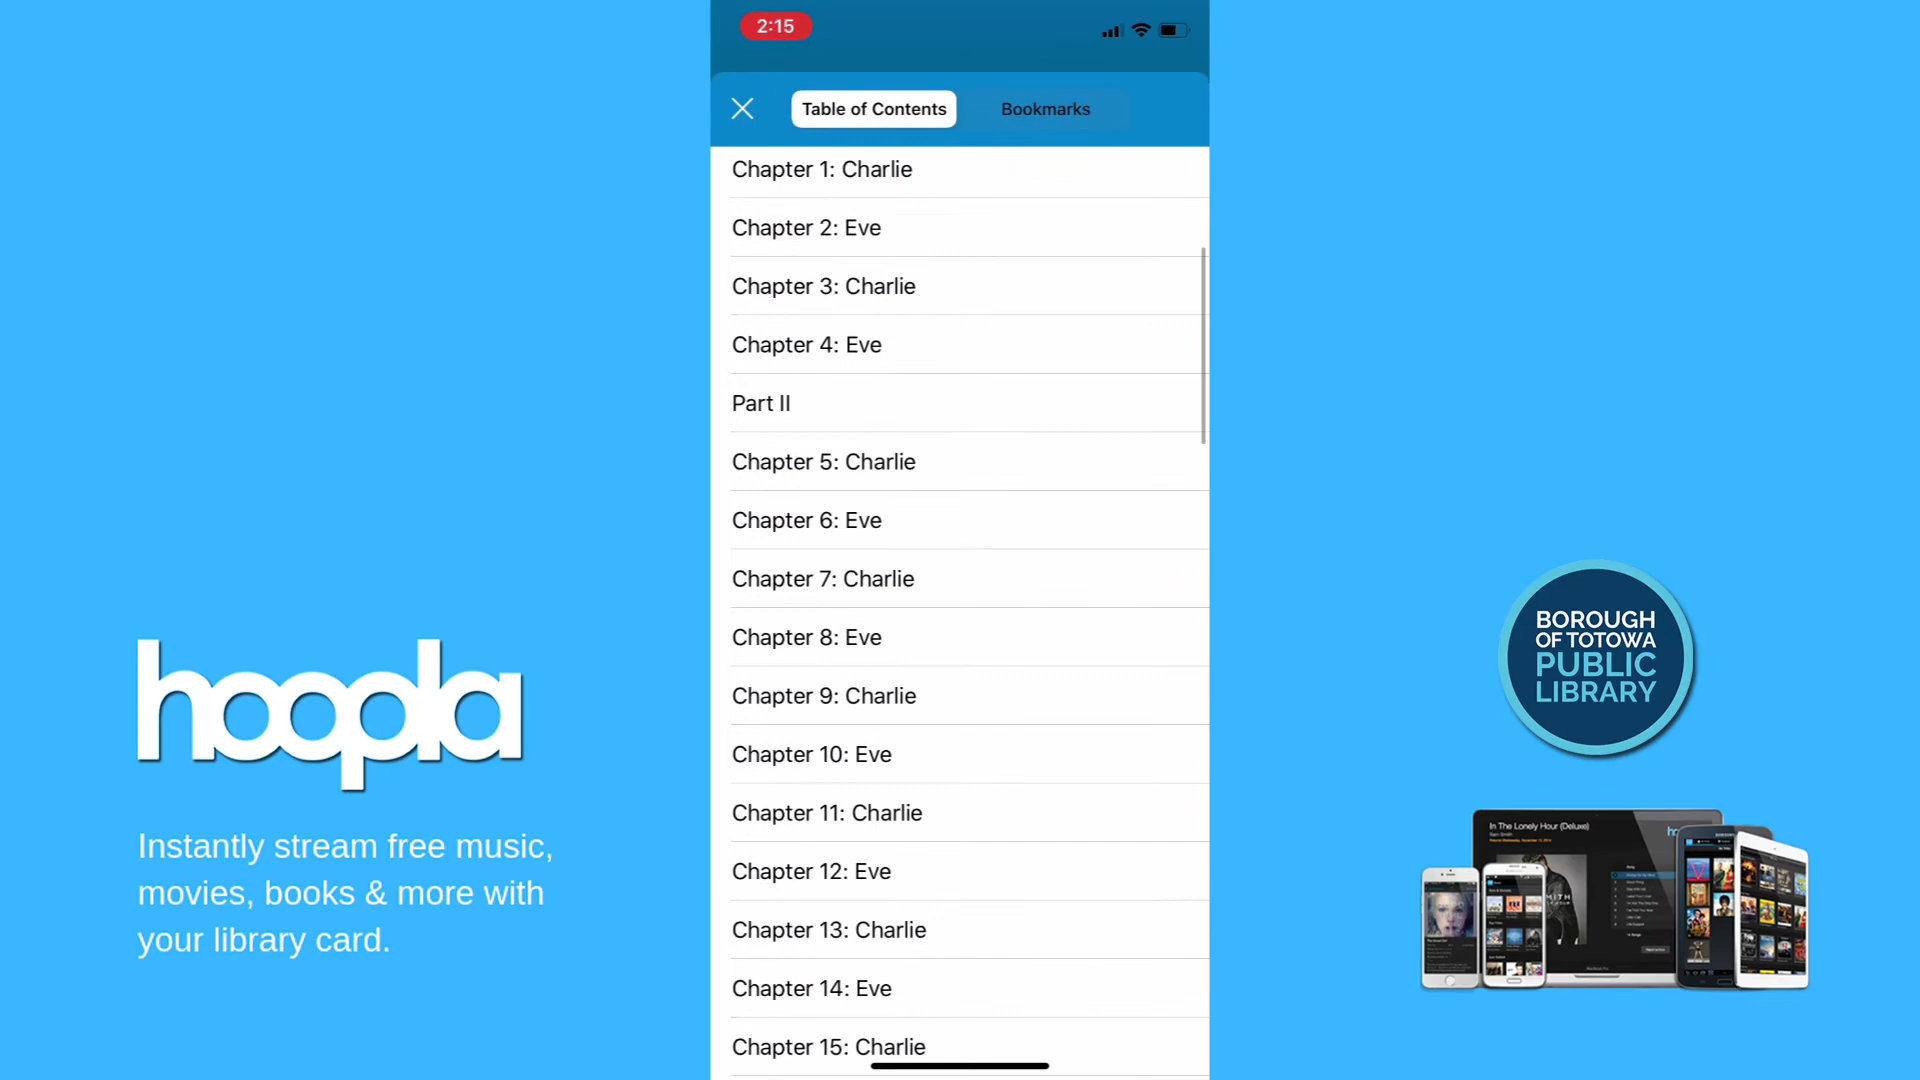 2:15
Table of Contents
Bookmarks
Chapter 1: Charlie
Chapter 2: Eve
Chapter 3: Charlie
Chapter 4: Eve
Part II
Chapter 5: Charlie
Chapter 6: Eve
Chapter 7: Charlie
Chapter 8: Eve
Chapter 9: Charlie
Chapter 10: Eve
Chapter 11: Charlie
Chapter 12: Eve
Chapter 13: Charlie
Chapter 14: Eve
Chapter 15: Charlie
hoopla
Instantly stream free music,
movies, books & more with
your library card.
BOROUGH
OF TOTOWA
PUBLIC
LIBRARY
In The Lonely Hour (Deluxe)
Sam Smith